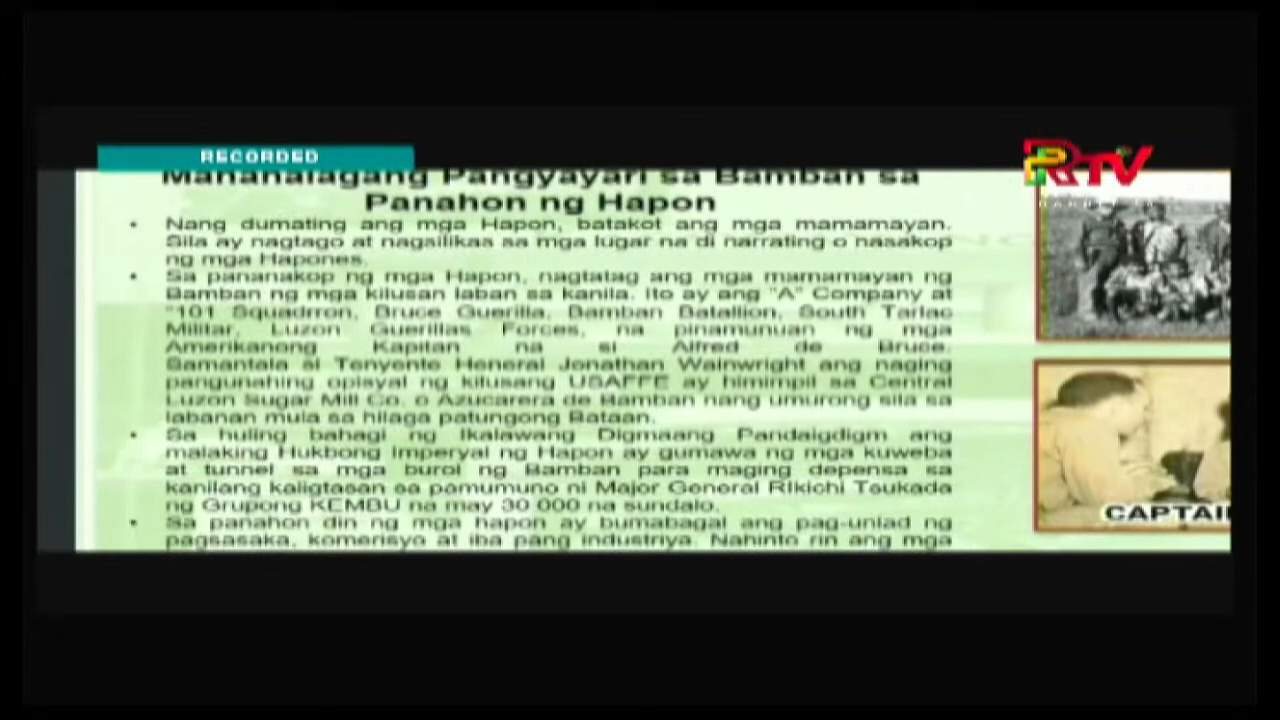 RECORDED
RTV
Mahahalagang Pangyayari sa Bamban sa
Panahon ng Hapon
• Nang dumating ang mga Hapon, batakot ang mga mamamayan.
Sila ay nagtago at nagsilikas sa mga lugar na di narrating o nasakop
ng mga Hapones.
• Sa pananakop ng mga Hapon, nagtatag ang mga mamamayan ng
Bamban ng mga kilusan laban sa kanila. Ito ay ang "A" Company at
"101 Squadrron, Bruce Guerilla, Bamban Batallion, South Tarlac
Militar, Luzon Guerillas Forces, na pinamunuan ng mga
Amerikanong Kapitan na si Alfred de Bruce.
Samantala si Tenyente Heneral Jonathan Wainwright ang naging
pangunahing opisyal ng kilusang USAFFE ay himimpil sa Central
Luzon Sugar Mill Co. o Azucarera de Bamban nang umurong sila sa
labanan mula sa hilaga patungong Bataan.
• Sa huling bahagi ng Ikalawang Digmaang Pandaigdigm ang
malaking Hukbong Imperyal ng Hapon ay gumawa ng mga kuweba
at tunnel sa mga burol ng Bamban para maging depensa sa
kanilang kaligtasan sa pamumuno ni Major General Rikichi Tsukada
ng Grupong KEMBU na may 30 000 na sundalo.
• Sa panahon din ng mga hapon ay bumabagal ang pag-unlad ng
pagsasaka, komerisyo at iba pang industriya. Nahinto rin ang mga